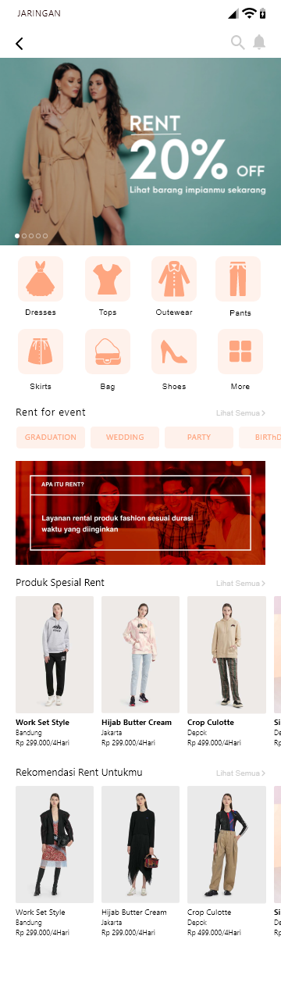 JARINGAN
RENT
20% OFF
Lihat barang impianmu sekarang
Dresses Tops Outewear Pants
Skirts Bag Shoes More
Rent for event Lihat Semua
GRADUATION WEDDING PARTY BIRThD
APA ITU RENT?
Layanan rental produk fashion sesuai durasi
waktu yang diinginkan
Produk Spesial Rent Lihat Semua
Work Set Style Hijab Butter Cream Crop Culotte Si
Bandung Jakarta Depok De
Rp 299.000/4Hari Rp 299.000/4Hari Rp 499.000/4Hari Rp
Rekomendasi Rent Untukmu Lihat Semua
Work Set Style Hijab Butter Cream Crop Culotte Si
Bandung Jakarta Depok De
Rp 299.000/4Hari Rp 299.000/4Hari Rp 499.000/4Hari Rp